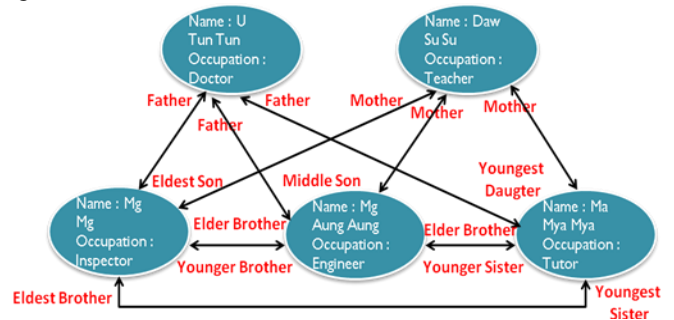 Name : U
Tun Tun
Occupation :
Doctor
Name : Daw
Su Su
Occupation :
Teacher
Father
Father
Father
Mother
Mother
Mother
Eldest Son
Middle Son
Youngest
Daugter
Name : Mg
Mg
Occupation :
Inspector
Elder Brother
Younger Brother
Name : Mg
Aung Aung
Occupation :
Engineer
Elder Brother
Younger Sister
Name : Ma
Mya Mya
Occupation :
Tutor
Eldest Brother
Youngest
Sister